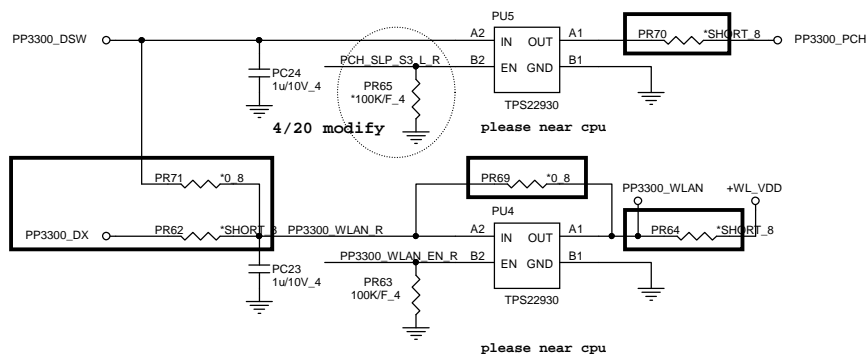 PU5
PP3300_DSW
A2 IN OUT A1
PR70 *SHORT_8
PP3300_PCH
PCH_SLP_S3_L_R
B2 EN GND B1
PC24
1u/10V_4
PR65
*100K/F_4
TPS22930
4/20 modify
please near cpu
PR71 *0_8
PR69 *0_8
PP3300_WLAN
+WL_VDD
PU4
PP3300_DX
PR62 *SHORT_8
PP3300_WLAN_R
A2 IN OUT A1
PR64 *SHORT_8
PP3300_WLAN_EN_R
B2 EN GND B1
PC23
1u/10V_4
PR63
100K/F_4
TPS22930
please near cpu